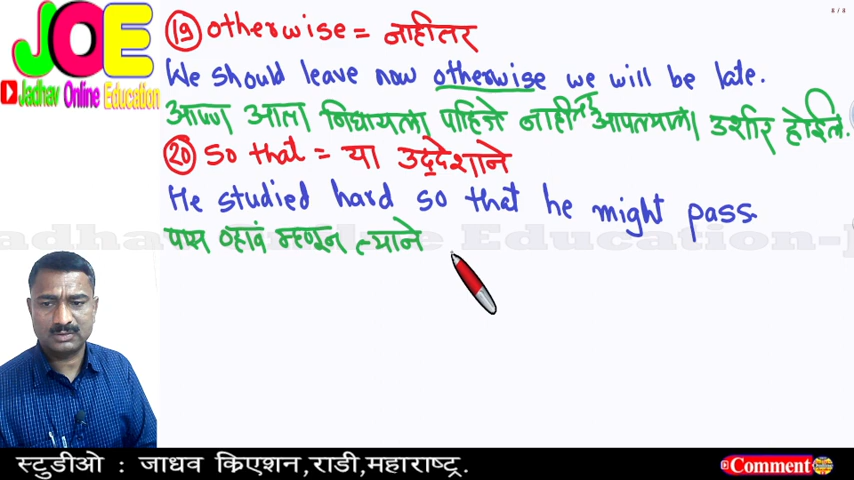 JOE
Jadhav Online Education
8 / 8
19 otherwise = नाहीतर
We should leave now otherwise we will be late.
आपण आता निघायला पाहिजे नाहीतर आपल्याला उशीर होईल.
20 So that = या उद्देशाने
He studied hard so that he might pass.
पास व्हावं म्हणून त्याने
स्टुडीओ : जाधव किएशन,राडी,महाराष्ट्र.
Comment